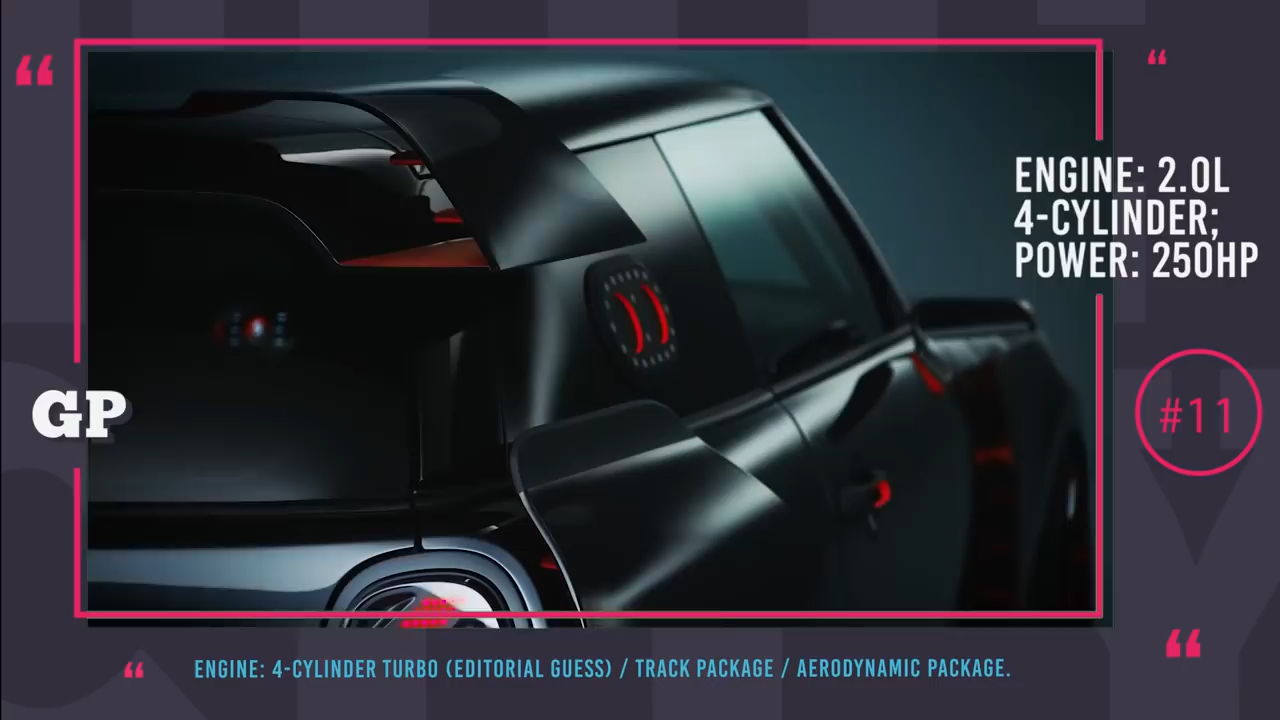 ENGINE: 2.0L
4-CYLINDER;
POWER: 250HP
GP
#11
ENGINE: 4-CYLINDER TURBO (EDITORIAL GUESS) / TRACK PACKAGE / AERODYNAMIC PACKAGE.